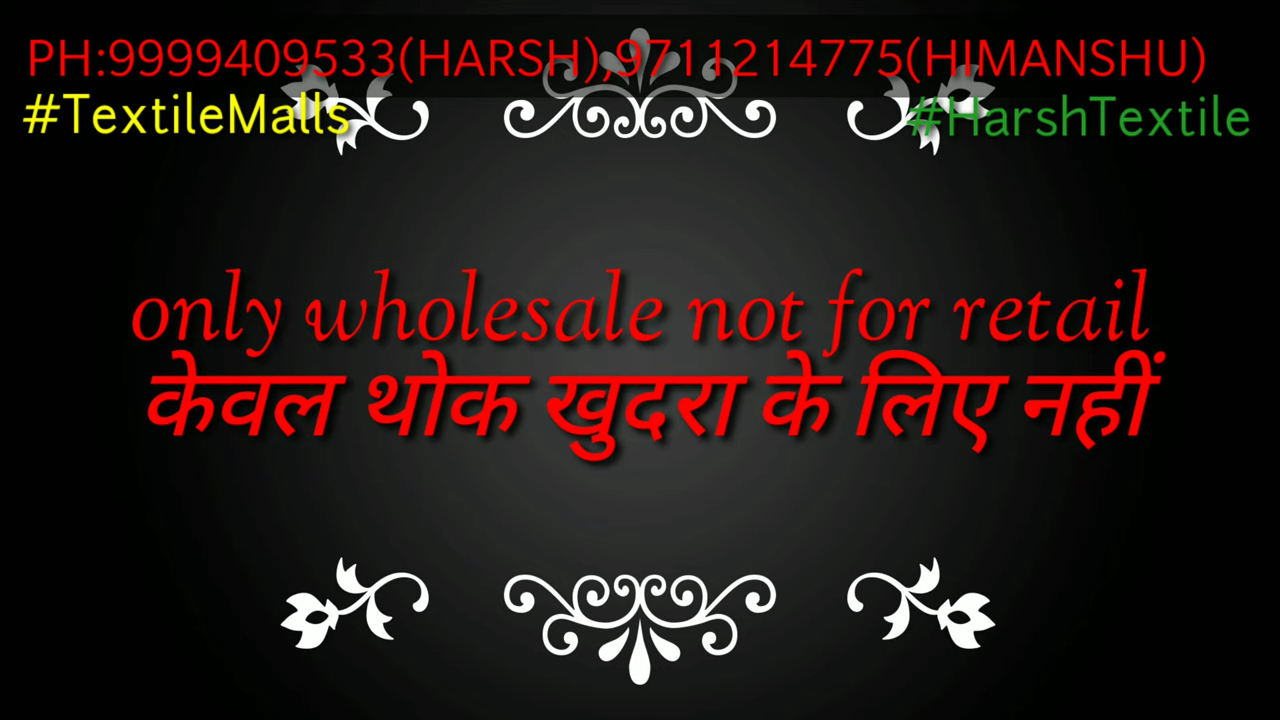 PH:9999409533(HARSH),9711214775(HIMANSHU)
#TextileMalls #HarshTextile
only wholesale not for retail
केवल थोक खुदरा के लिए नहीं